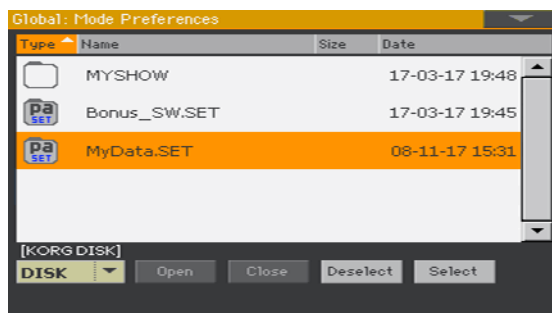 Global: Mode Preferences
Type Name Size Date
MYSHOW 17-03-17 19:48
pa SET Bonus_SW.SET 17-03-17 19:45
pa SET MyData.SET 08-11-17 15:31
[KORG DISK]
DISK Open Close Deselect Select